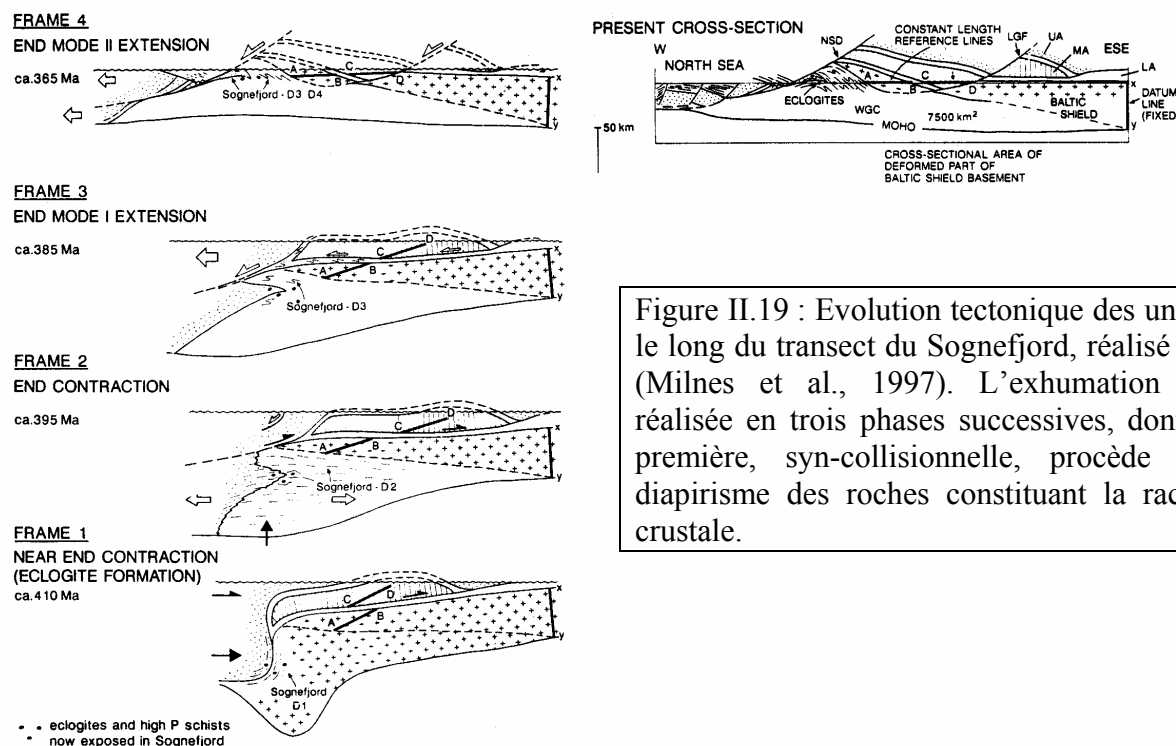 FRAME 4
END MODE II EXTENSION
ca.365 Ma
A
C
B
D
x
y
Sognefjord - D3 D4
FRAME 3
END MODE I EXTENSION
ca.385 Ma
D
C
A
B
x
y
Sognefjord - D3
FRAME 2
END CONTRACTION
ca.395 Ma
D
C
A
B
x
y
Sognefjord - D2
FRAME 1
NEAR END CONTRACTION
(ECLOGITE FORMATION)
ca.410 Ma
C
D
A
B
x
y
Sognefjord
D1
eclogites and high P schists
now exposed in Sognefjord
PRESENT CROSS-SECTION
W
NORTH SEA
NSD
CONSTANT LENGTH
REFERENCE LINES
LGF
UA
MA
ESE
LA
A
C
B
D
x
y
ECLOGITES
WGC
MOHO
7500 km²
BALTIC
SHIELD
DATUM
LINE
(FIXED
50 km
CROSS-SECTIONAL AREA OF
DEFORMED PART OF
BALTIC SHIELD BASEMENT
Figure II.19 : Evolution tectonique des un
le long du transect du Sognefjord, réalisé
(Milnes et al., 1997). L'exhumation
réalisée en trois phases successives, don
première, syn-collisionnelle, procède
diapirisme des roches constituant la rac
crustale.